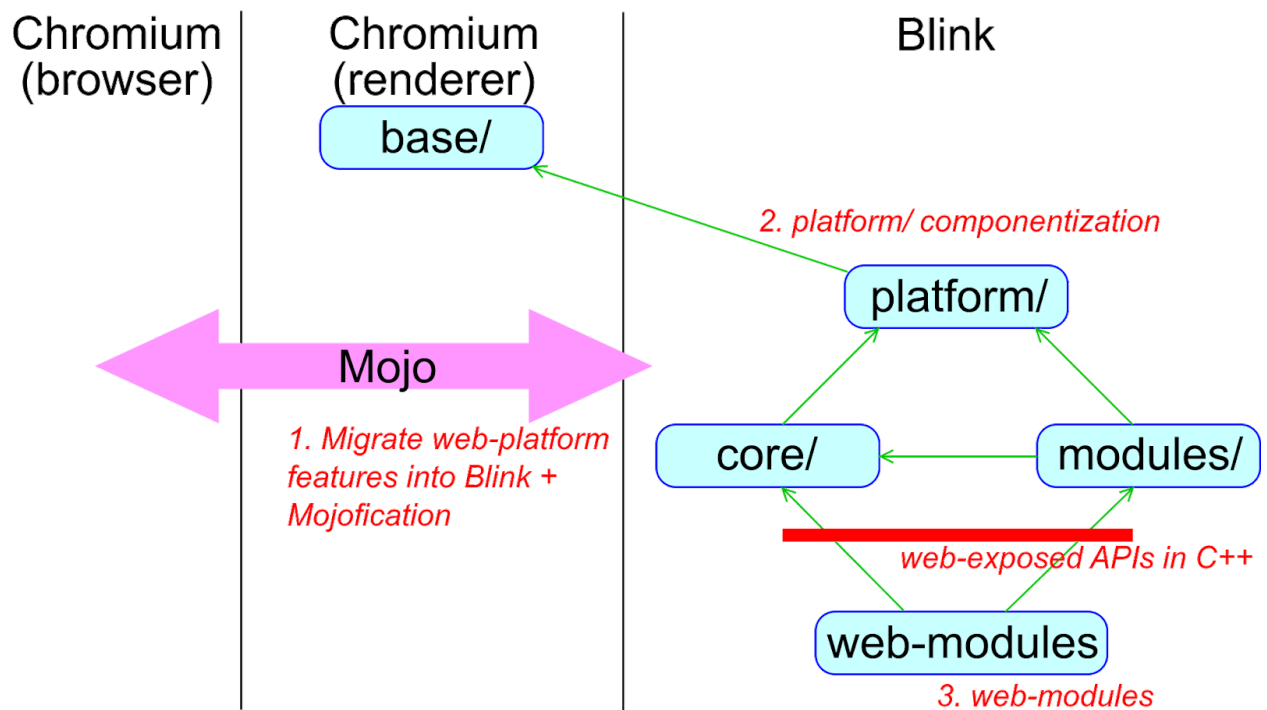 Chromium
(browser)
Chromium
(renderer)
Blink
base/
2. platform/ componentization
platform/
Mojo
1. Migrate web-platform
features into Blink +
Mojofication
core/
modules/
web-exposed APIs in C++
web-modules
3. web-modules